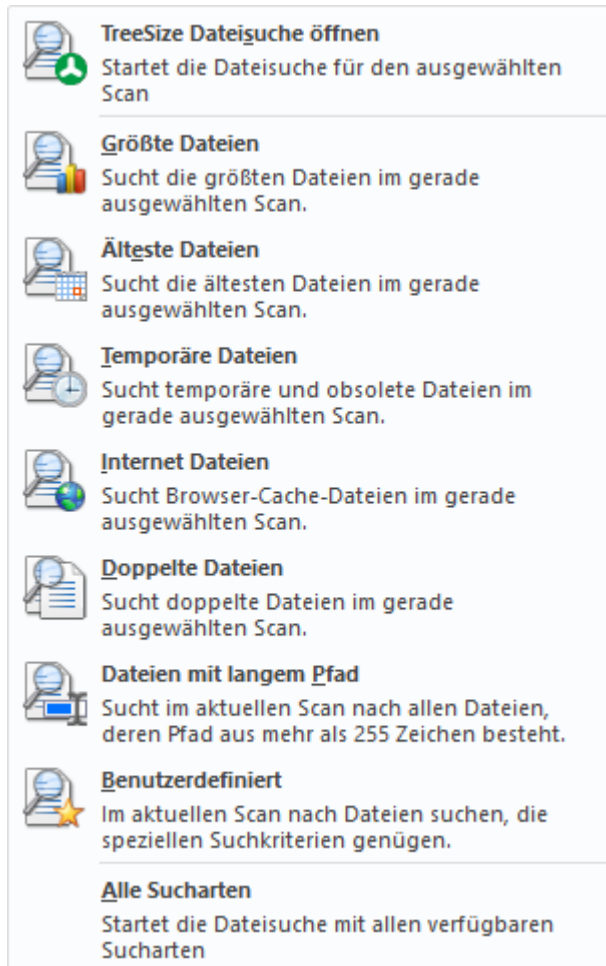 TreeSize Dateisuche öffnen
Startet die Dateisuche für den ausgewählten
Scan
Größte Dateien
Sucht die größten Dateien im gerade
ausgewählten Scan.
Älteste Dateien
Sucht die ältesten Dateien im gerade
ausgewählten Scan.
Temporäre Dateien
Sucht temporäre und obsolete Dateien im
gerade ausgewählten Scan.
Internet Dateien
Sucht Browser-Cache-Dateien im gerade
ausgewählten Scan.
Doppelte Dateien
Sucht doppelte Dateien im gerade
ausgewählten Scan.
Dateien mit langem Pfad
Sucht im aktuellen Scan nach allen Dateien,
deren Pfad aus mehr als 255 Zeichen besteht.
Benutzerdefiniert
Im aktuellen Scan nach Dateien suchen, die
speziellen Suchkriterien genügen.
Alle Sucharten
Startet die Dateisuche mit allen verfügbaren
Sucharten